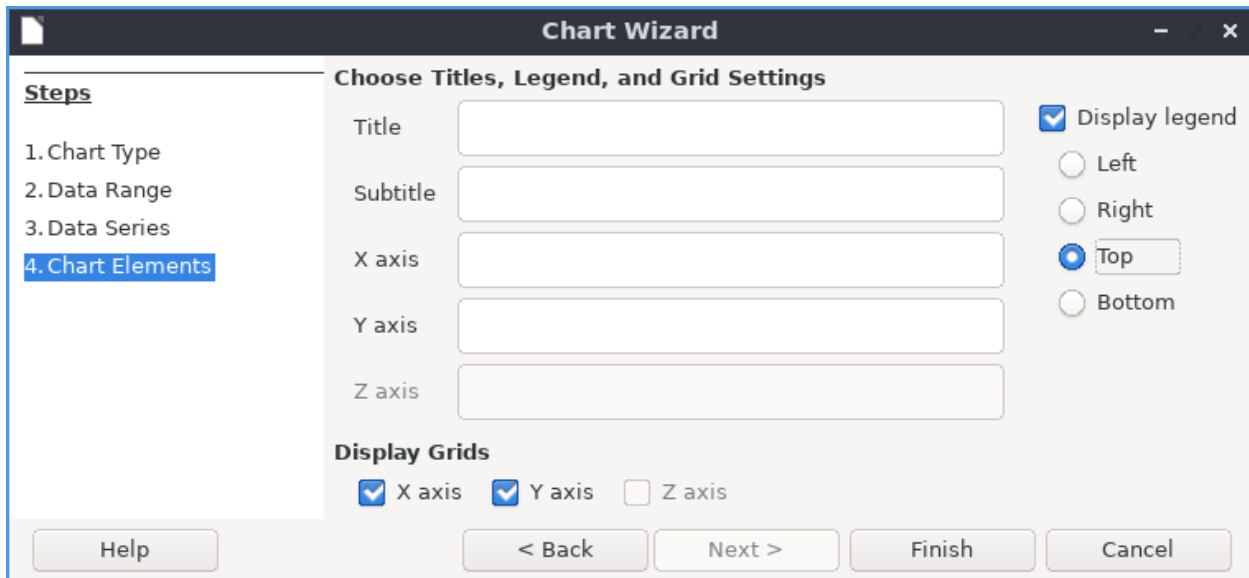 Chart Wizard
Steps
1. Chart Type
2. Data Range
3. Data Series
4. Chart Elements
Choose Titles, Legend, and Grid Settings
Title
Subtitle
X axis
Y axis
Z axis
Display legend
Left
Right
Top
Bottom
Display Grids
X axis Y axis Z axis
Help < Back Next > Finish Cancel